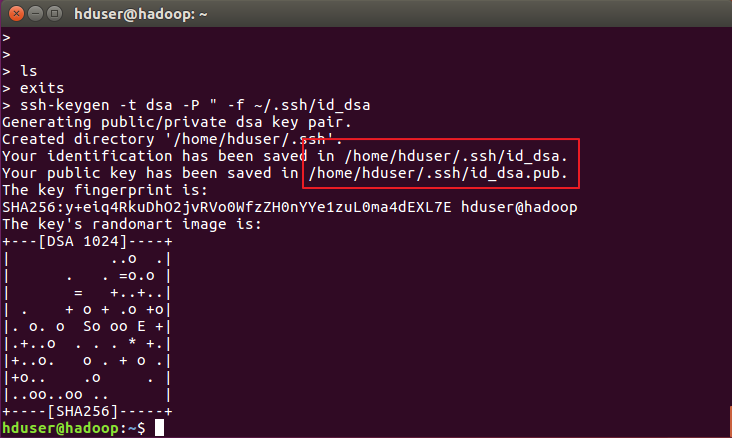 hduser@hadoop: ~
>
>
> ls
> exits
> ssh-keygen -t dsa -P " -f ~/.ssh/id_dsa
Generating public/private dsa key pair.
Created directory '/home/hduser/.ssh'.
Your identification has been saved in /home/hduser/.ssh/id_dsa.
Your public key has been saved in /home/hduser/.ssh/id_dsa.pub.
The key fingerprint is:
SHA256:y+eiq4RkuDhO2jvRVo0WfzZH0nYYe1zuL0ma4dEXL7E hduser@hadoop
The key's randomart image is:
+---[DSA 1024]----+
|            ..o  .|
|       .   . =o.o |
|        =   +..+..|
| .    + o + .o +o|
|. o. o  So oo E +|
|.+..o  . . . * +.|
|+..o.   o . + o .|
|+o..   .o      . |
|..oo..oo ..      |
+----[SHA256]-----+
hduser@hadoop:~$